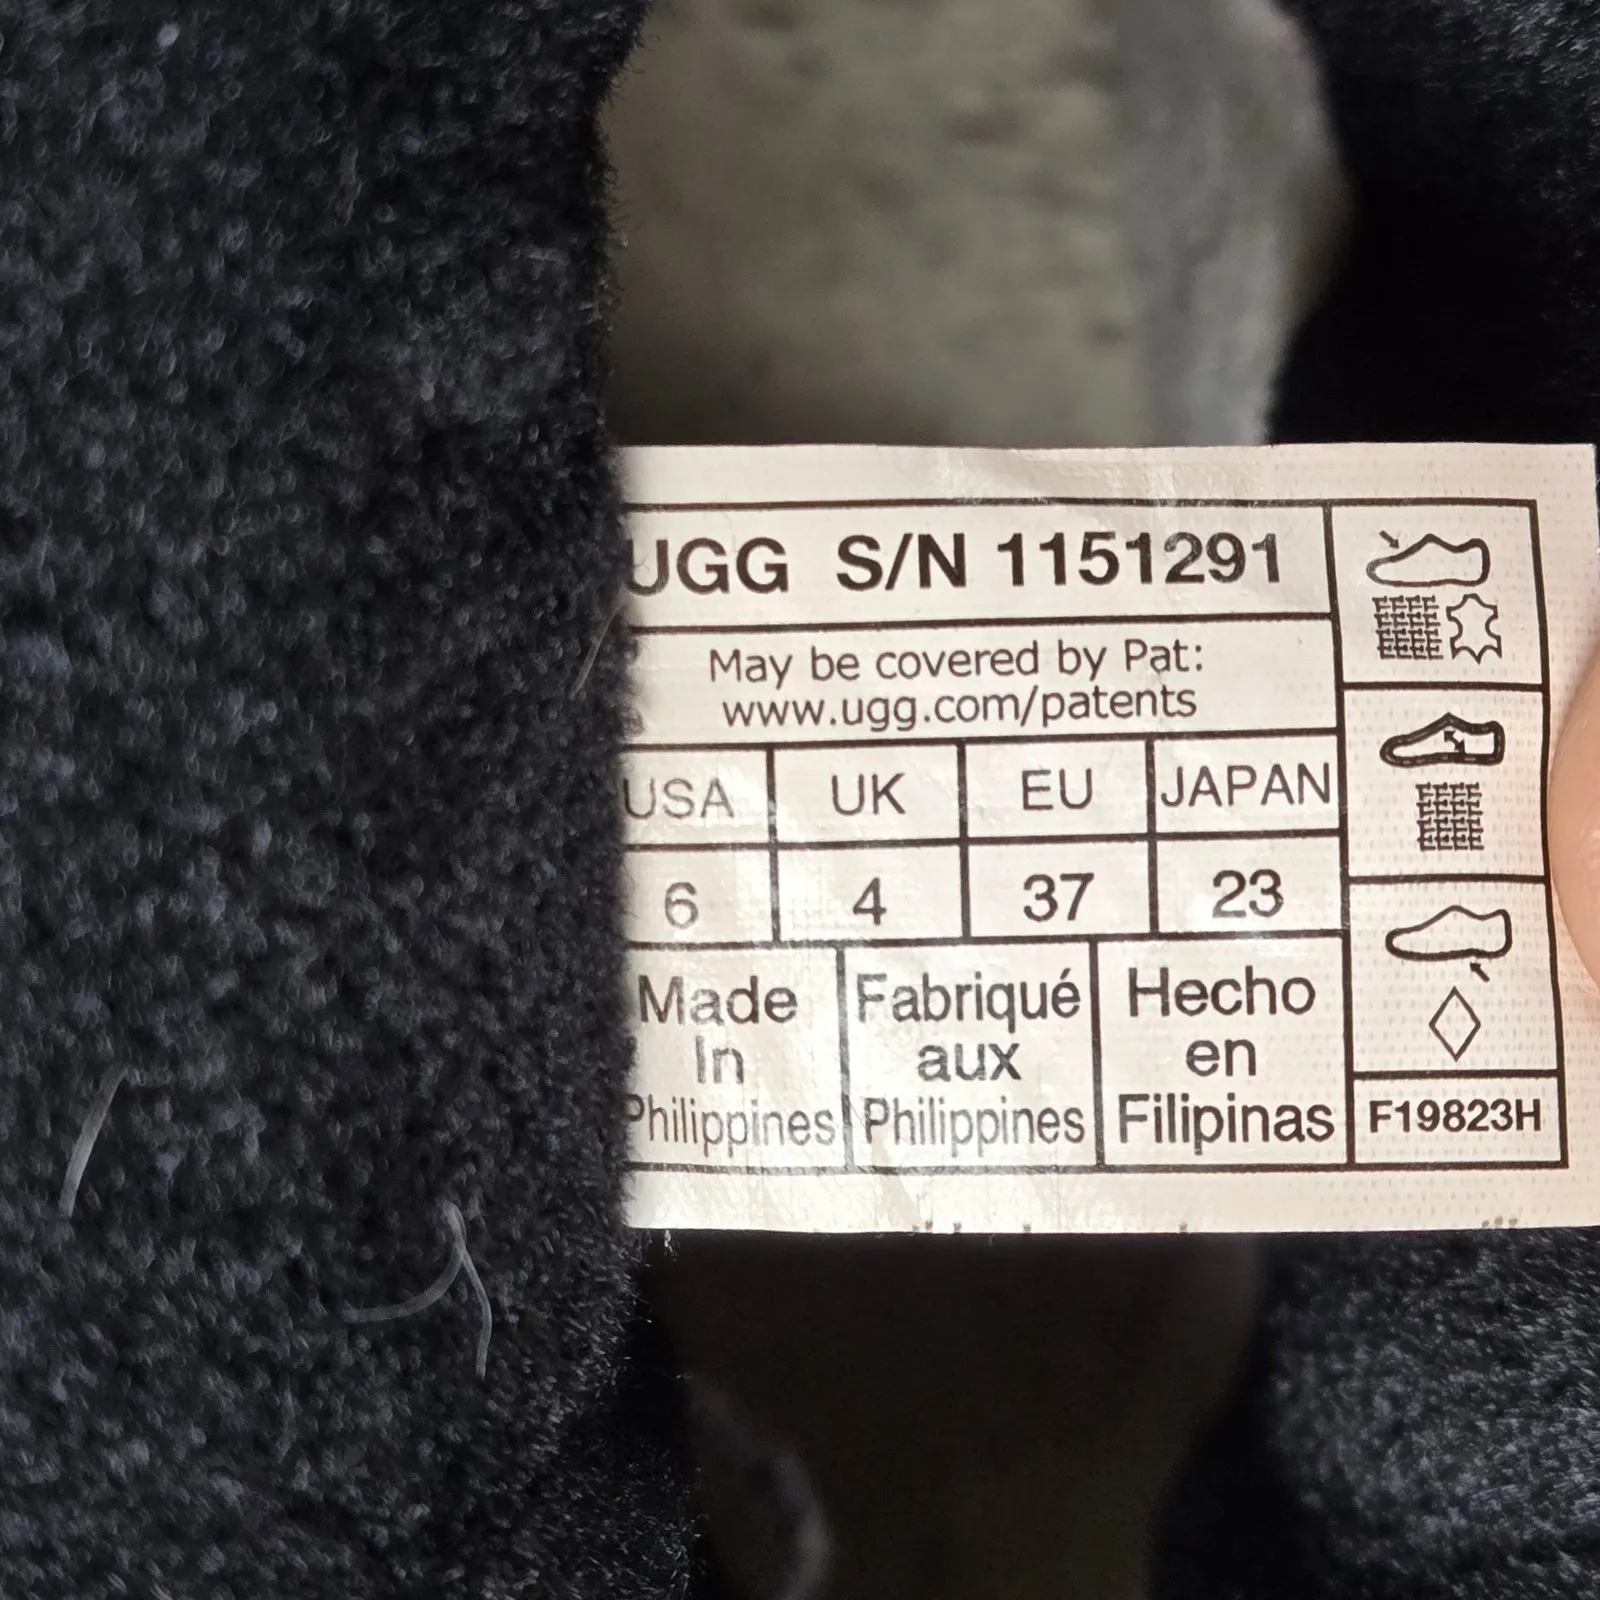 UGG S/N 1151291
May be covered by Pat:
www.ugg.com/patents
USA UK EU JAPAN
6 4 37 23
Made In Philippines
Fabriqué aux Philippines
Hecho en Filipinas
F19823H